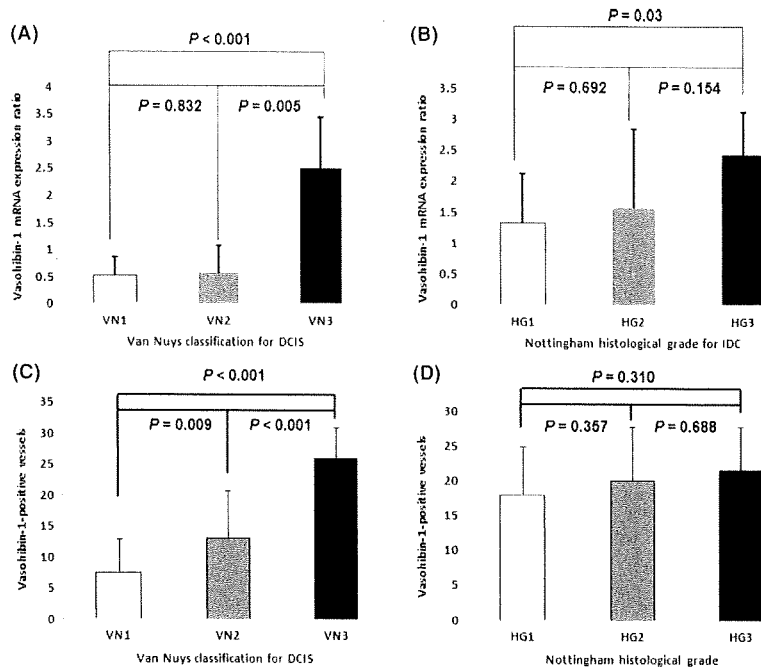 (A)
P < 0.001
P = 0.832
P = 0.005
Vasohibin-1 mRNA expression ratio
4
3.5
3
2.5
2
1.5
1
0.5
0
VN1
VN2
VN3
Van Nuys classification for DCIS
(B)
P = 0.03
P = 0.692
P = 0.154
Vasohibin-1 mRNA expression ratio
3.5
3
2.5
2
1.5
1
0.5
0
HG1
HG2
HG3
Nottingham histological grade for IDC
(C)
P < 0.001
P = 0.009
P < 0.001
Vasohibin-1-positive vessels
35
30
25
20
15
10
5
0
VN1
VN2
VN3
Van Nuys classification for DCIS
(D)
P = 0.310
P = 0.357
P = 0.688
Vasohibin-1-positive vessels
30
25
20
15
10
5
0
HG1
HG2
HG3
Nottingham histological grade